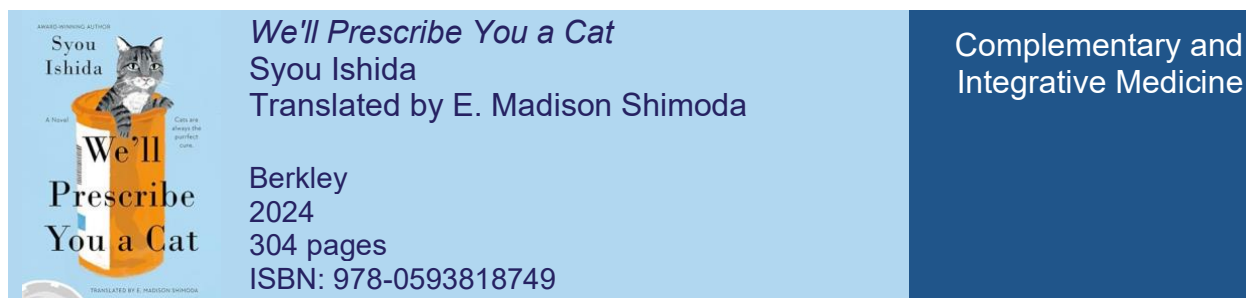 AWARD-WINNING AUTHOR
Syou
Ishida
A Novel
Cats are
always the
purrfect
cure.
We'll
Prescribe
You a Cat
TRANSLATED BY E. MADISON SHIMODA
We'll Prescribe You a Cat
Syou Ishida
Translated by E. Madison Shimoda
Berkley
2024
304 pages
ISBN: 978-0593818749
Complementary and
Integrative Medicine